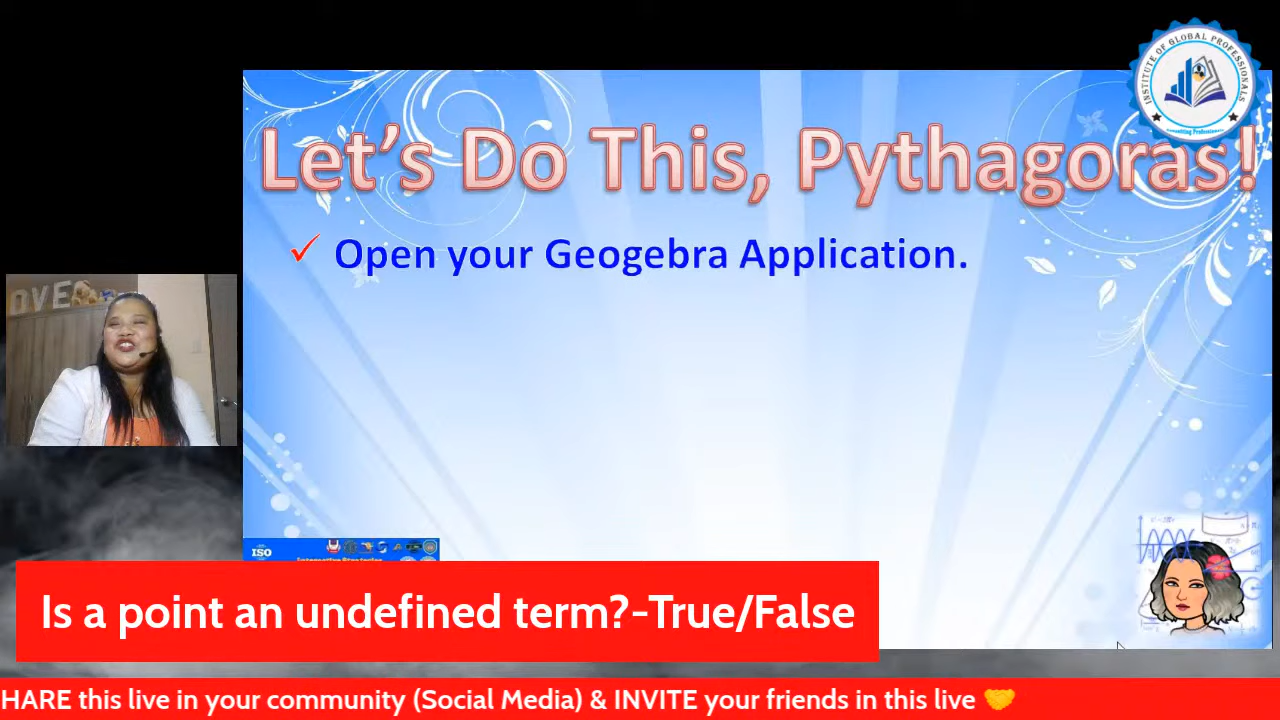 INSTITUTE OF GLOBAL PROFESSIONALS
Let's Do This, Pythagoras!
✓ Open your Geogebra Application.
OVE
ISO
Is a point an undefined term?-True/False
HARE this live in your community (Social Media) & INVITE your friends in this live 🤝